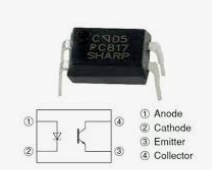 PC817
SHARP
① ④ ① Anode
② Cathode
② ③ ③ Emitter
④ Collector